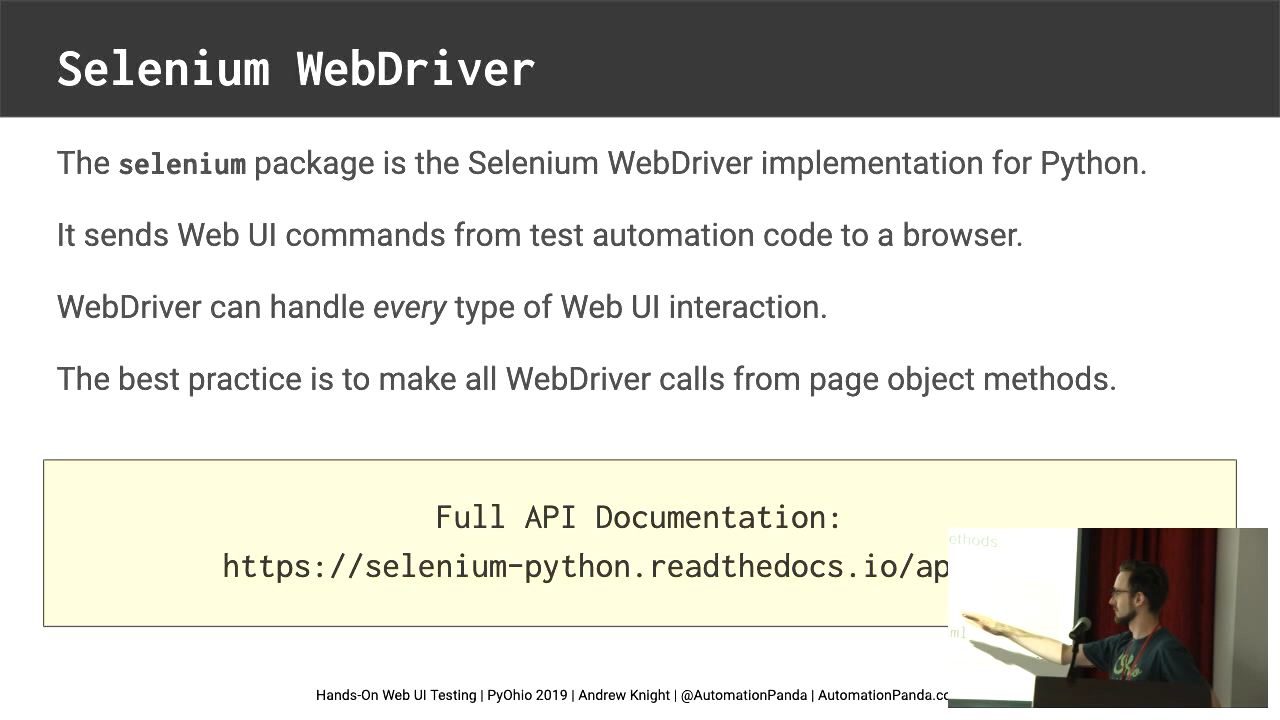 Selenium WebDriver
The selenium package is the Selenium WebDriver implementation for Python.
It sends Web UI commands from test automation code to a browser.
WebDriver can handle every type of Web UI interaction.
The best practice is to make all WebDriver calls from page object methods.
Full API Documentation:
https://selenium-python.readthedocs.io/ap
ethods.
ml
Hands-On Web UI Testing | PyOhio 2019 | Andrew Knight | @AutomationPanda | AutomationPanda.co